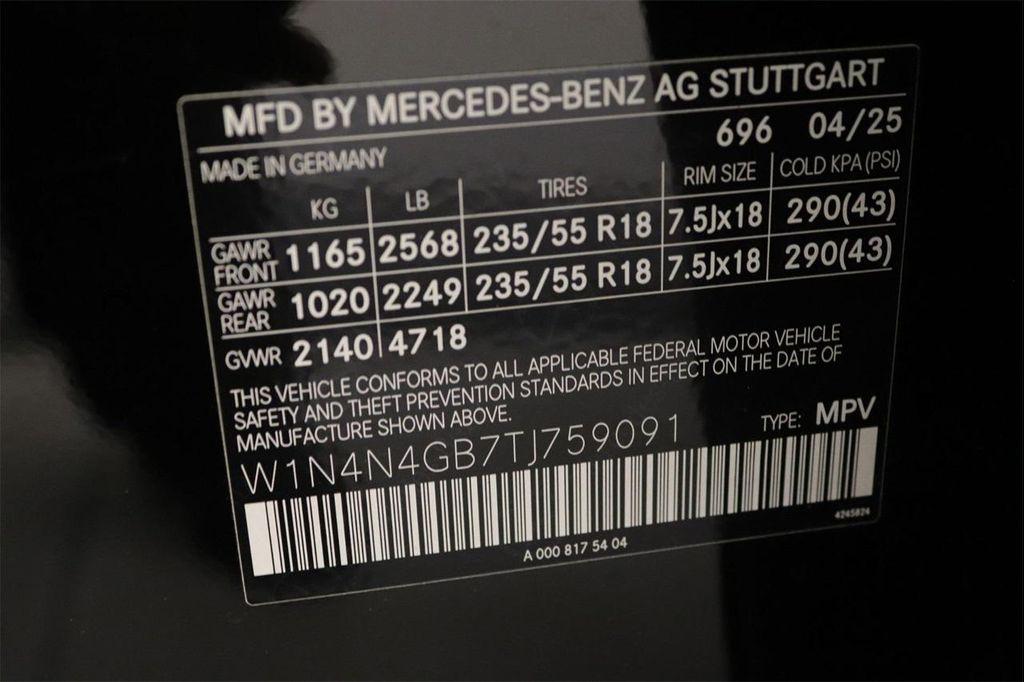 MFD BY MERCEDES-BENZ AG STUTTGART
696 04/25
MADE IN GERMANY
KG LB TIRES RIM SIZE COLD KPA (PSI)
GAWR FRONT 1165 2568 235/55 R18 7.5Jx18 290(43)
GAWR REAR 1020 2249 235/55 R18 7.5Jx18 290(43)
GVWR 2140 4718
THIS VEHICLE CONFORMS TO ALL APPLICABLE FEDERAL MOTOR VEHICLE
SAFETY AND THEFT PREVENTION STANDARDS IN EFFECT ON THE DATE OF
MANUFACTURE SHOWN ABOVE.
W1N4N4GB7TJ759091 TYPE: MPV
4245824
A 000 817 54 04